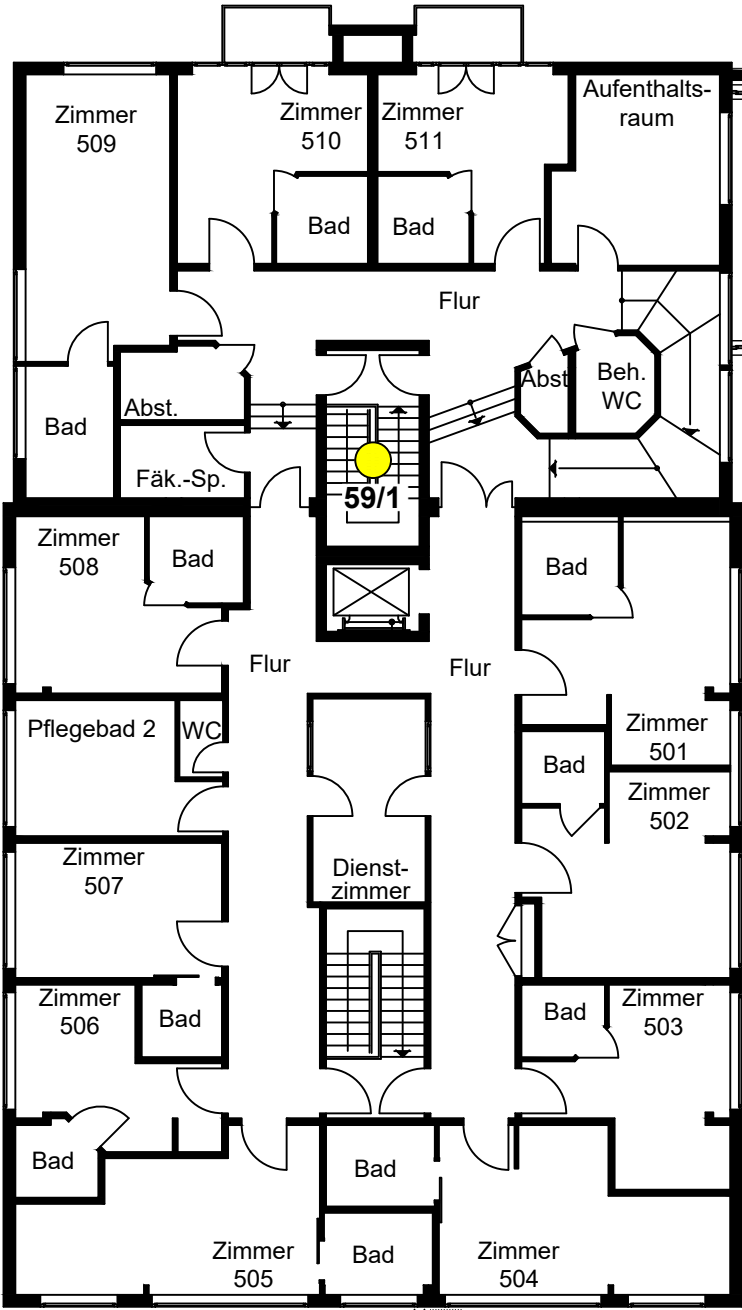 Zimmer
509
Zimmer
510
Zimmer
511
Aufenthalts-
raum
Bad
Bad
Flur
Abst.
Bad
Abst
Beh.
WC
Fäk.-Sp.
59/1
Zimmer
508
Bad
Bad
Flur
Flur
Pflegebad 2
WC
Zimmer
501
Bad
Zimmer
502
Zimmer
507
Dienst-
zimmer
Zimmer
506
Bad
Bad
Zimmer
503
Bad
Bad
Zimmer
505
Bad
Zimmer
504